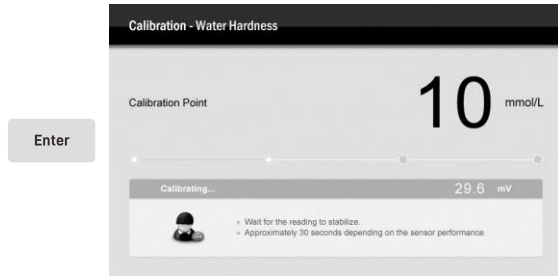 Calibration - Water Hardness
Calibration Point
10 mmol/L
Enter
Calibrating...
29.6 mV
Wait for the reading to stabilize.
Approximately 30 seconds depending on the sensor performance.